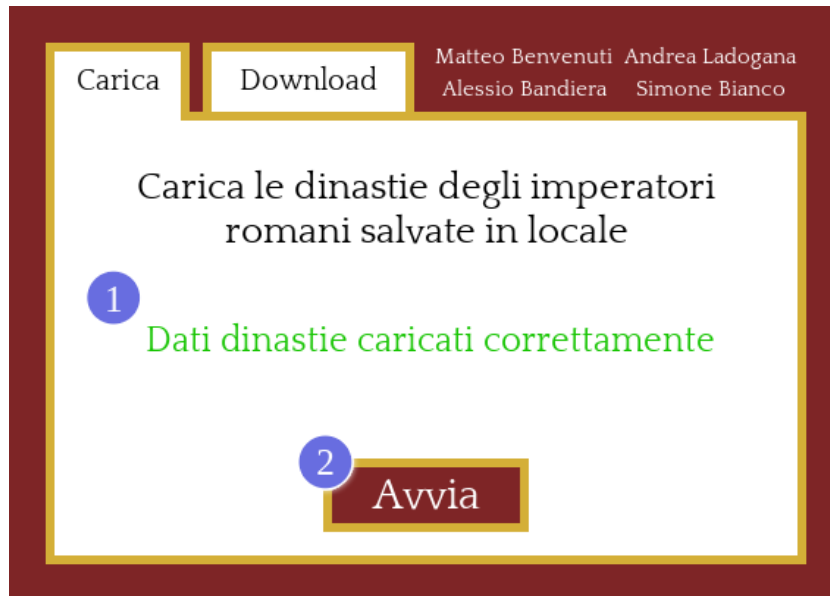 Carica
Download
Matteo Benvenuti Andrea Ladogana
Alessio Bandiera Simone Bianco
Carica le dinastie degli imperatori
romani salvate in locale
1
Dati dinastie caricati correttamente
2
Avvia